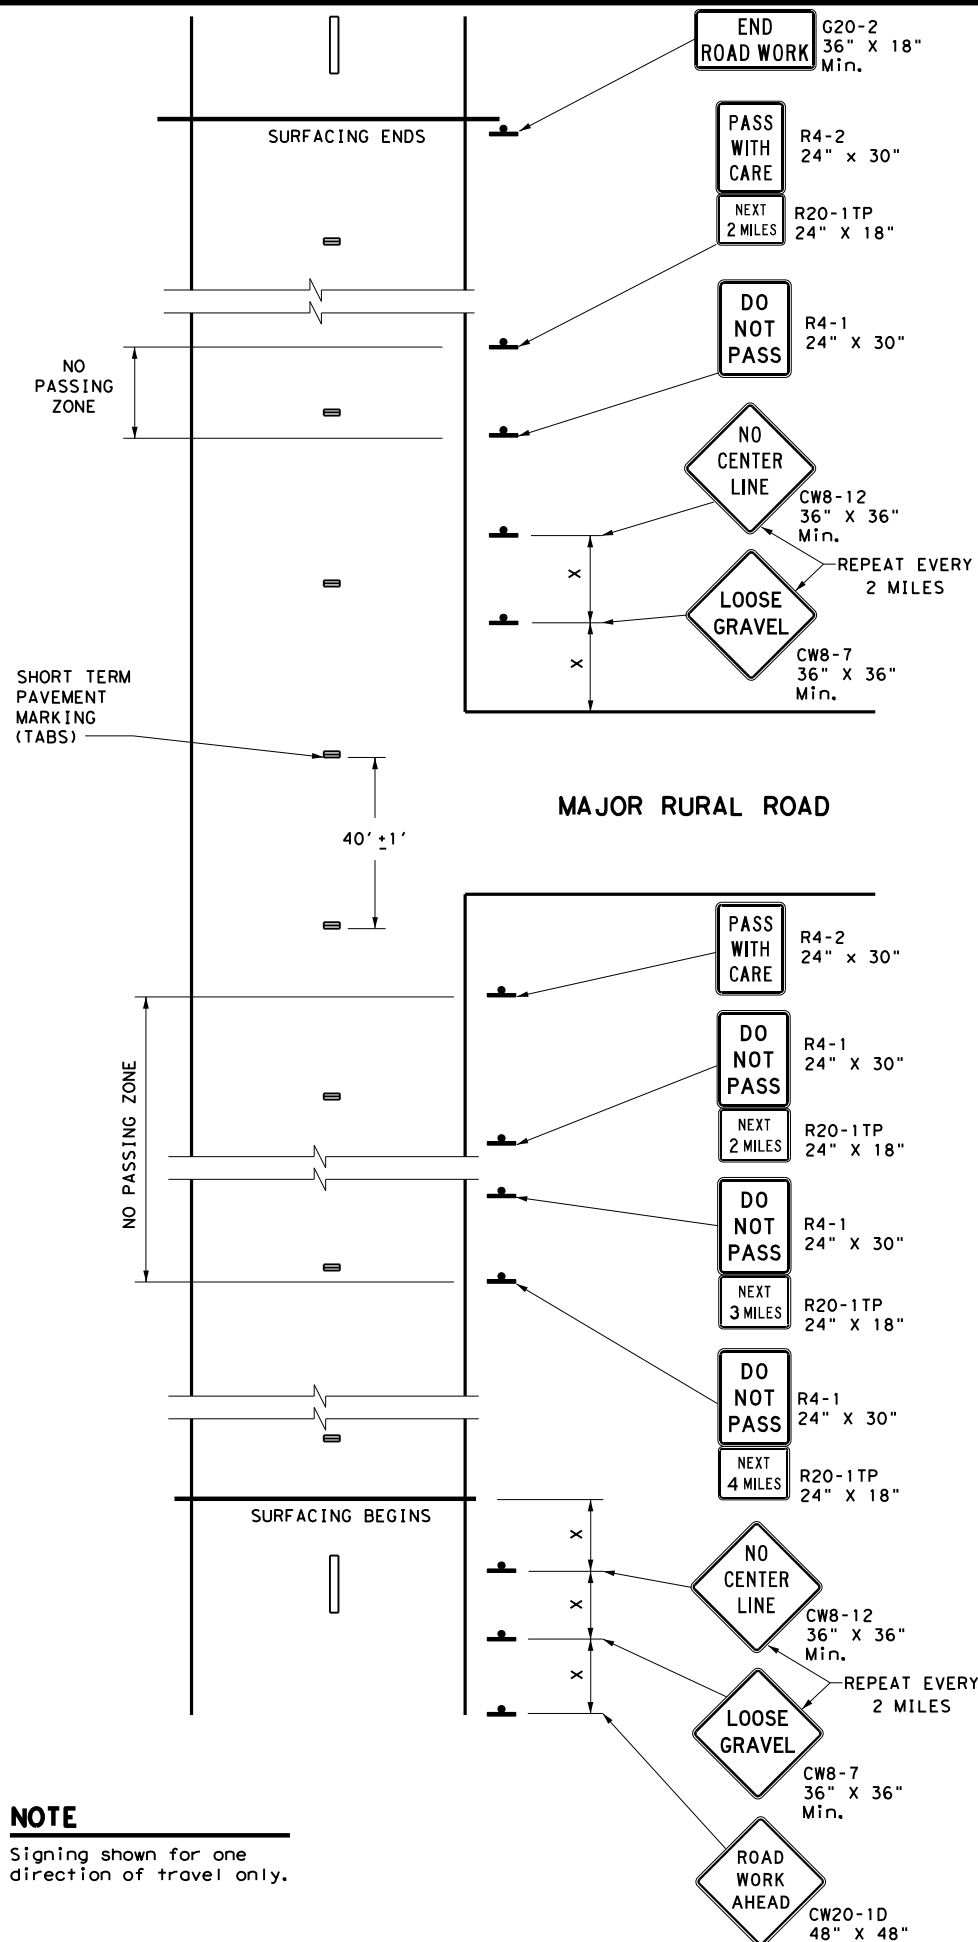 END
ROAD WORK
G20-2
36" X 18"
Min.
SURFACING ENDS
PASS
WITH
CARE
R4-2
24" x 30"
NEXT
2 MILES
R20-1TP
24" X 18"
DO
NOT
PASS
R4-1
24" X 30"
NO
PASSING
ZONE
NO
CENTER
LINE
CW8-12
36" X 36"
Min.
REPEAT EVERY
2 MILES
X
LOOSE
GRAVEL
CW8-7
36" X 36"
Min.
X
SHORT TERM
PAVEMENT
MARKING
(TABS)
MAJOR RURAL ROAD
40' ±1'
PASS
WITH
CARE
R4-2
24" x 30"
NO PASSING ZONE
DO
NOT
PASS
R4-1
24" X 30"
NEXT
2 MILES
R20-1TP
24" X 18"
DO
NOT
PASS
R4-1
24" X 30"
NEXT
3 MILES
R20-1TP
24" X 18"
DO
NOT
PASS
R4-1
24" X 30"
NEXT
4 MILES
R20-1TP
24" X 18"
SURFACING BEGINS
X
NO
CENTER
LINE
CW8-12
36" X 36"
Min.
X
REPEAT EVERY
2 MILES
X
LOOSE
GRAVEL
CW8-7
36" X 36"
Min.
NOTE
Signing shown for one
direction of travel only.
ROAD
WORK
AHEAD
CW20-1D
48" X 48"